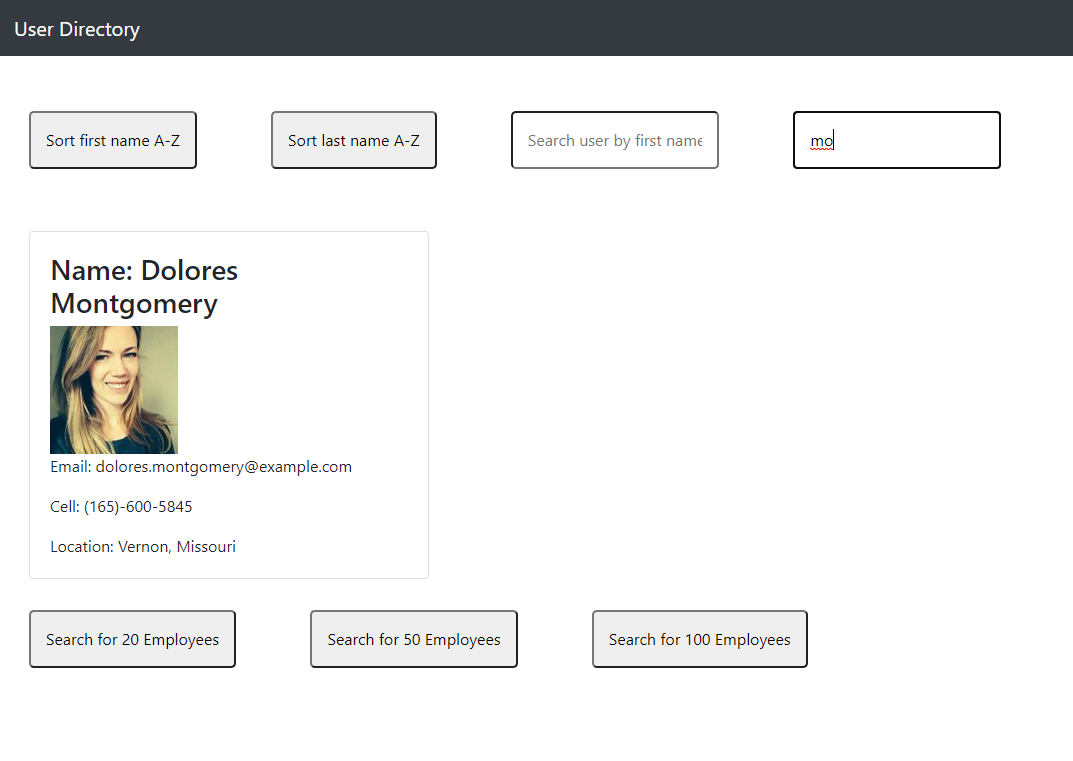 User Directory
Sort first name A-Z
Sort last name A-Z
Search user by first name
mo
Name: Dolores
Montgomery
Email: dolores.montgomery@example.com
Cell: (165)-600-5845
Location: Vernon, Missouri
Search for 20 Employees
Search for 50 Employees
Search for 100 Employees